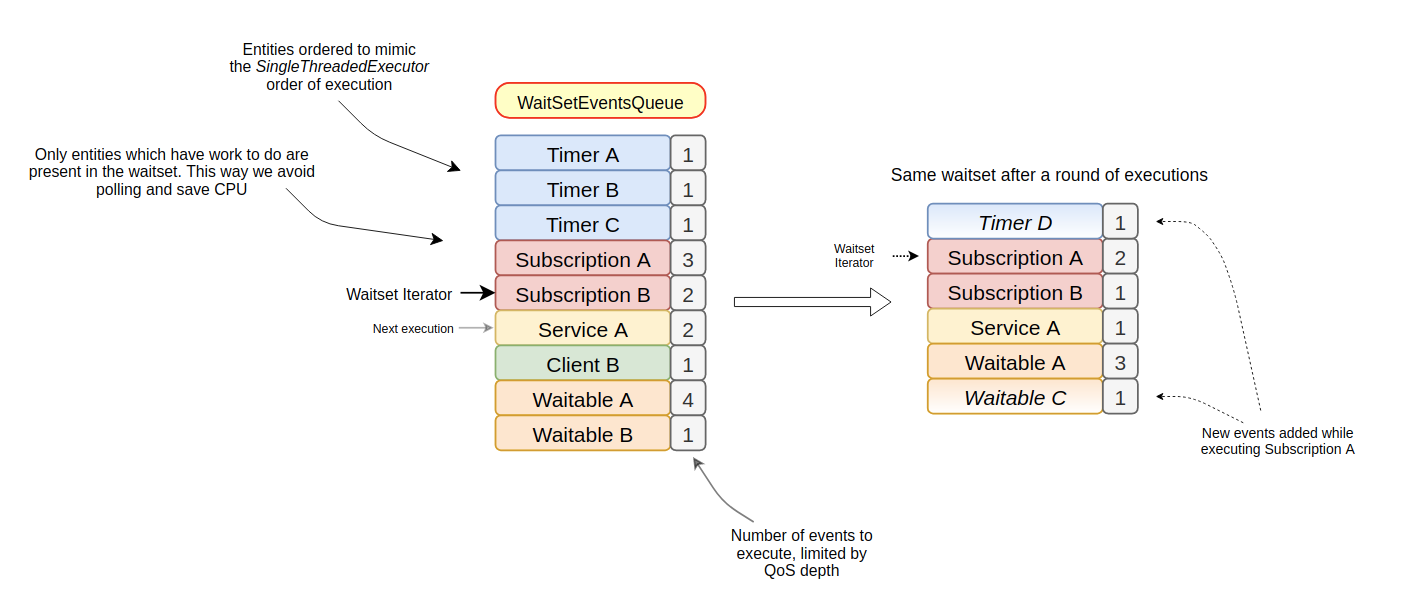 Entities ordered to mimic
the SingleThreadedExecutor
order of execution
WaitSetEventsQueue
Only entities which have work to do are
present in the waitset. This way we avoid
polling and save CPU
Timer A 1
Timer B 1
Timer C 1
Subscription A 3
Waitset Iterator Subscription B 2
Next execution Service A 2
Client B 1
Waitable A 4
Waitable B 1
Number of events to
execute, limited by
QoS depth
Same waitset after a round of executions
Timer D 1
Waitset
Iterator
Subscription A 2
Subscription B 1
Service A 1
Waitable A 3
Waitable C 1
New events added while
executing Subscription A